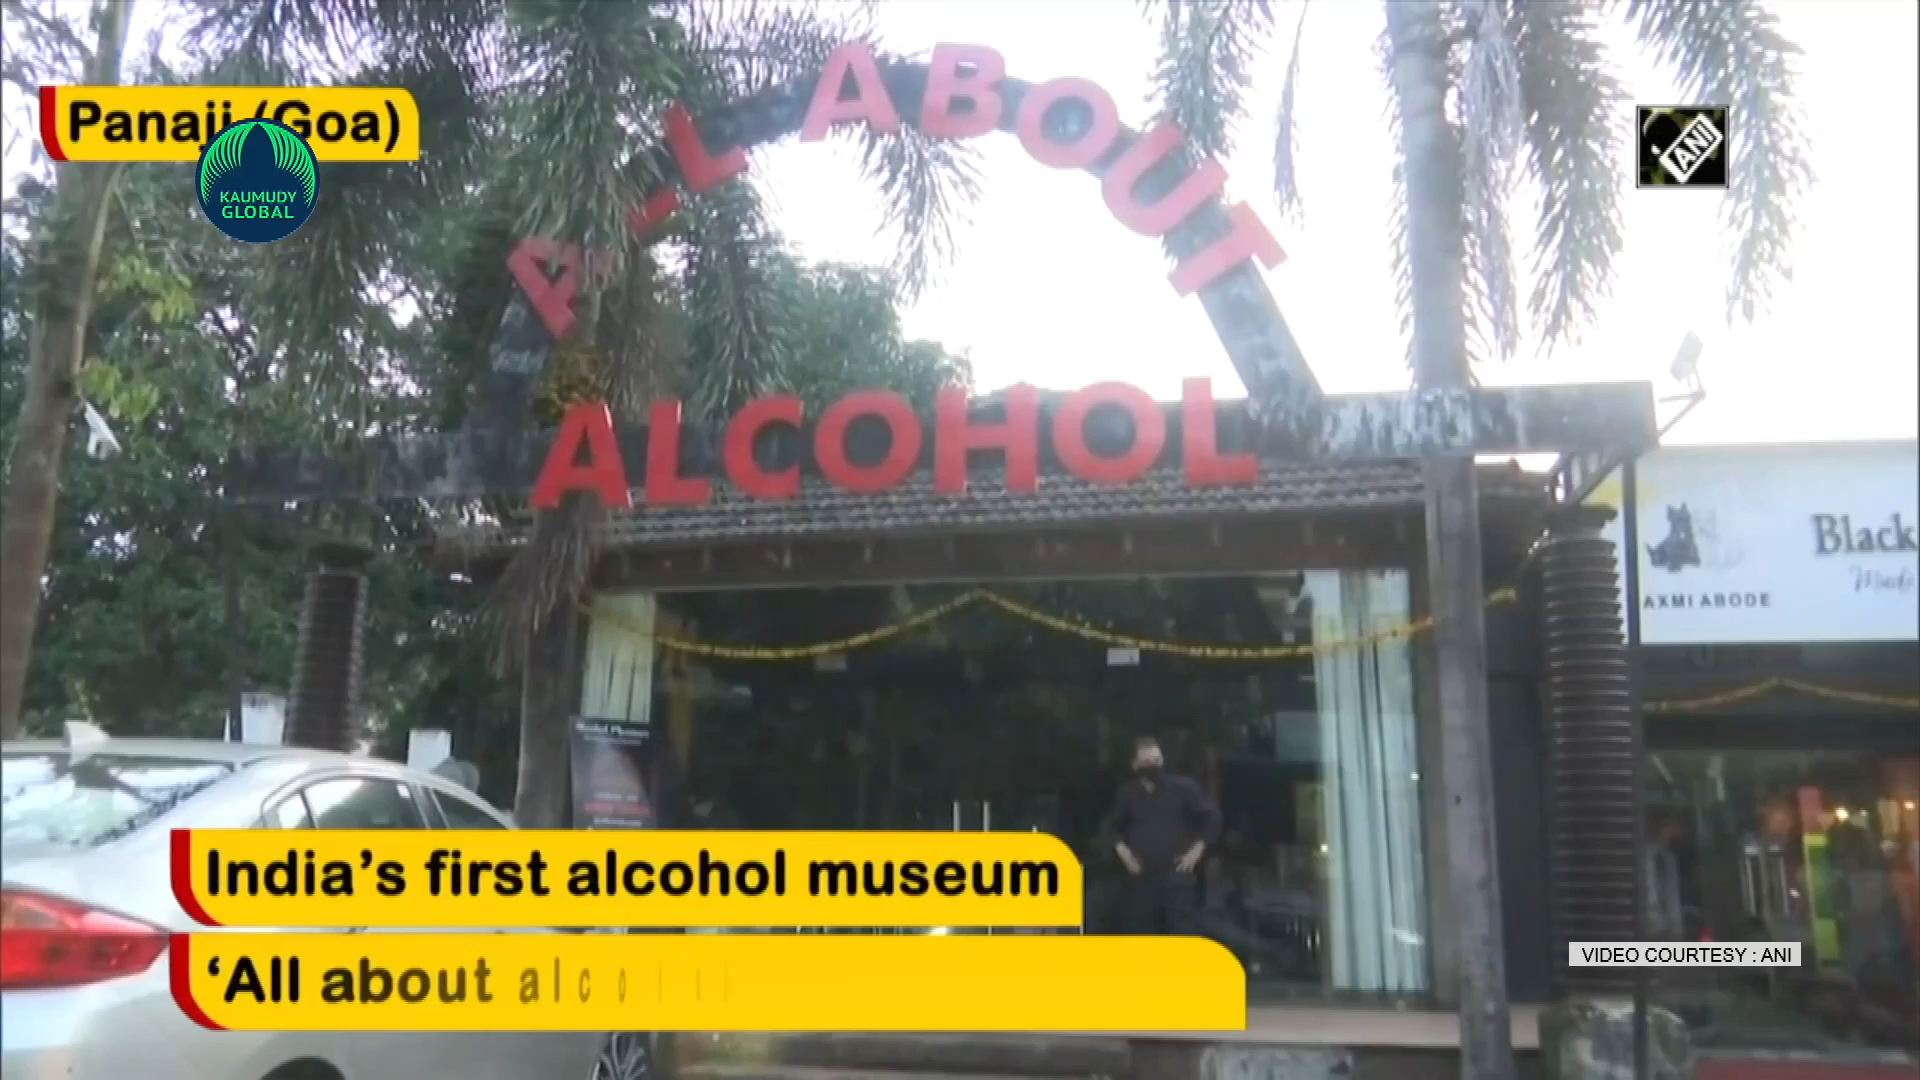 Panaji (Goa)
KAUMUDY
GLOBAL
ANI
ALL ABOUT
ALCOHOL
Black
AXMI ABODE
India's first alcohol museum
'All about alco
VIDEO COURTESY : ANI